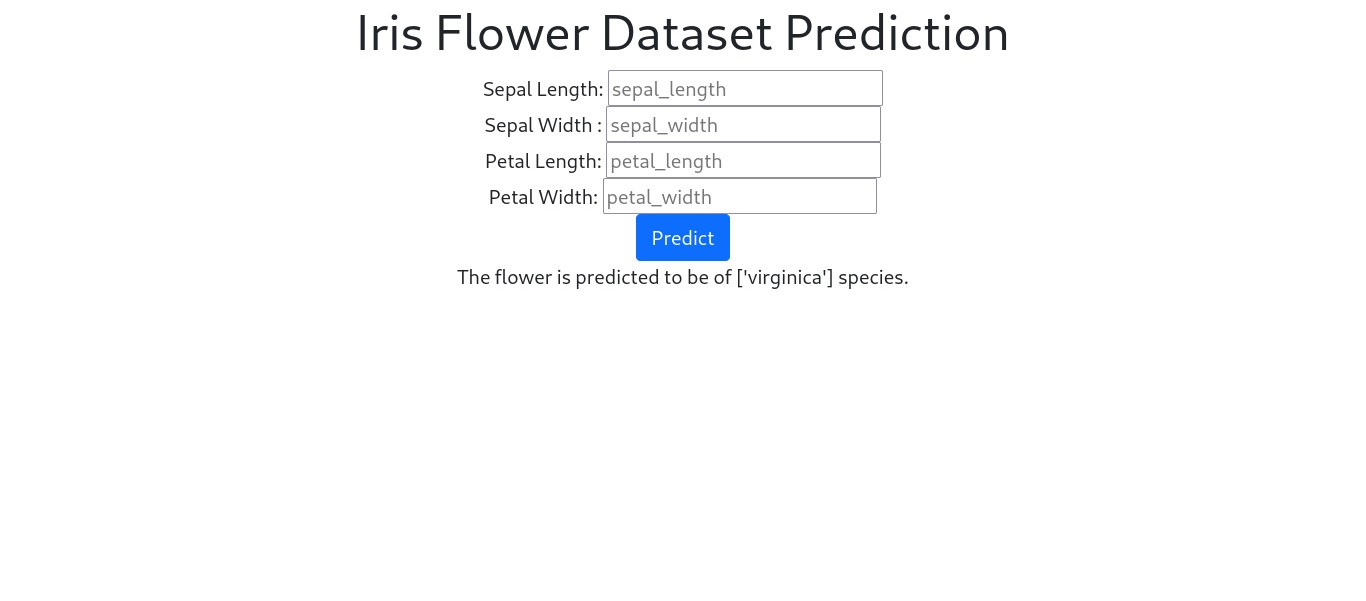 Iris Flower Dataset Prediction
Sepal Length: sepal_length
Sepal Width : sepal_width
Petal Length: petal_length
Petal Width: petal_width
Predict
The flower is predicted to be of ['virginica'] species.